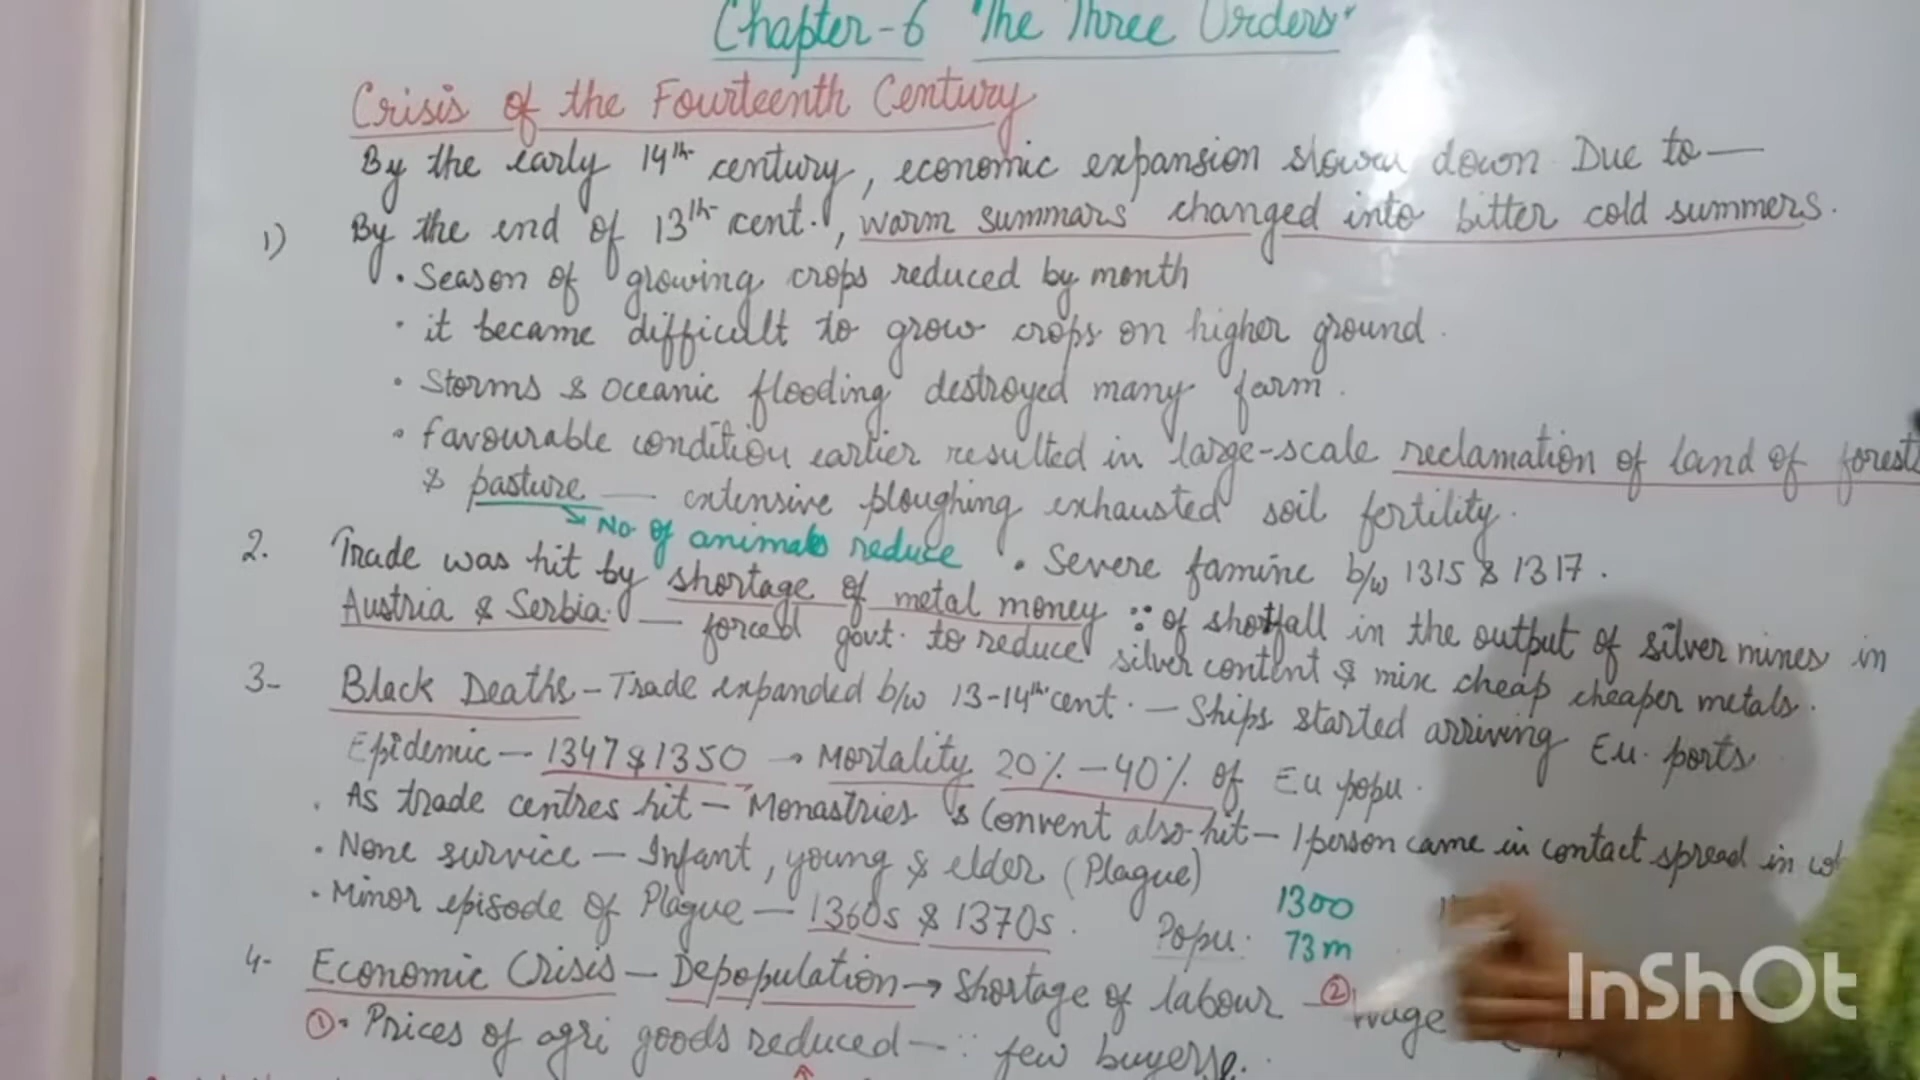 Chapter-6 "The Three Orders"
Crisis of the Fourteenth Century
By the early 14th century, economic expansion slowed down Due to —
1) By the end of 13th cent., warm summars changed into bitter cold summers.
• Season of growing crops reduced by month
• it became difficult to grow crops on higher ground.
• Storms & Oceanic flooding destroyed many farm.
• favourable condition earlier resulted in large-scale reclamation of land of forest
& pasture — extensive ploughing exhausted soil fertility.
↘ No. of animals reduce • Severe famine b/w 1315 & 1317.
2. Trade was hit by shortage of metal money ∵ of shortfall in the output of silver mines in
Austria & Serbia. — forced govt. to reduce silver content & mix cheap cheaper metals.
3- Black Deaths - Trade expanded b/w 13-14th cent. — Ships started arriving Eu. ports
Epidemic — 1347 & 1350 → Mortality 20% - 40% of Eu popu.
• As trade centres hit — Monastries & Convent also hit — 1 person came in contact spread in
• None survice — Infant, young & elder (Plague)
• Minor episode of Plague — 1360s & 1370s. Popu. 1300
73m
4- Economic Crisis — Depopulation → Shortage of labour — ② wage
① • Prices of agri goods reduced — ∵ few buyers.
InShOt